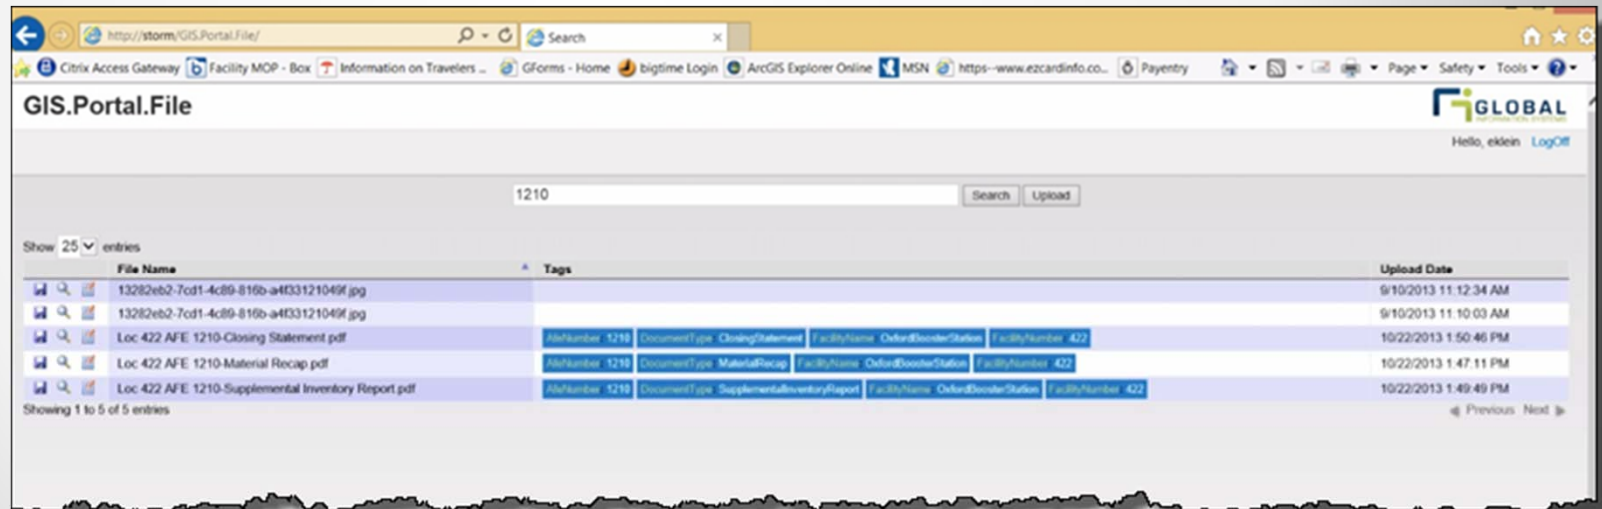 http://storm/GIS.Portal.File/ Search
Citrix Access Gateway Facility MOP - Box Information on Travelers ... GForms - Home bigtime Login ArcGIS Explorer Online MSN https--www.ezcardinfo.co... Payentry Page Safety Tools
GIS.Portal.File
GLOBAL
INFORMATION SYSTEMS
Hello, eklein LogOff
1210 Search Upload
Show 25 entries
File Name Tags Upload Date
13282eb2-7cd1-4c89-816b-a4f33121049f.jpg 9/10/2013 11:12:34 AM
13282eb2-7cd1-4c89-816b-a4f33121049f.jpg 9/10/2013 11:10:03 AM
Loc 422 AFE 1210-Closing Statement.pdf AfeNumber 1210 DocumentType ClosingStatement FacilityName OxfordBoosterStation FacilityNumber 422 10/22/2013 1:50:46 PM
Loc 422 AFE 1210-Material Recap.pdf AfeNumber 1210 DocumentType MaterialRecap FacilityName OxfordBoosterStation FacilityNumber 422 10/22/2013 1:47:11 PM
Loc 422 AFE 1210-Supplemental Inventory Report.pdf AfeNumber 1210 DocumentType SupplementalInventoryReport FacilityName OxfordBoosterStation FacilityNumber 422 10/22/2013 1:49:49 PM
Showing 1 to 5 of 5 entries Previous Next